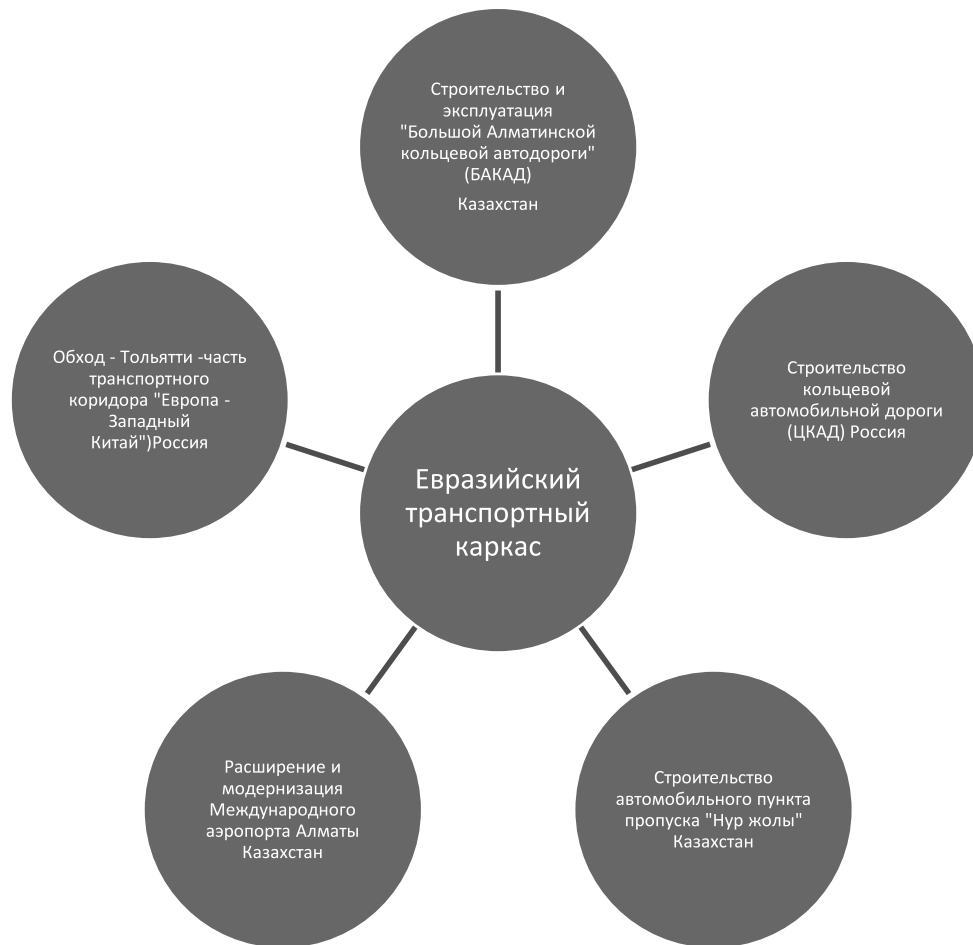 Строительство и
эксплуатация
"Большой Алматинской
кольцевой автодороги"
(БАКАД)
Казахстан
Обход - Тольятти -часть
транспортного
коридора "Европа -
Западный
Китай")Россия
Строительство
кольцевой
автомобильной дороги
(ЦКАД) Россия
Евразийский
транспортный
каркас
Расширение и
модернизация
Международного
аэропорта Алматы
Казахстан
Строительство
автомобильного пункта
пропуска "Нур жолы"
Казахстан